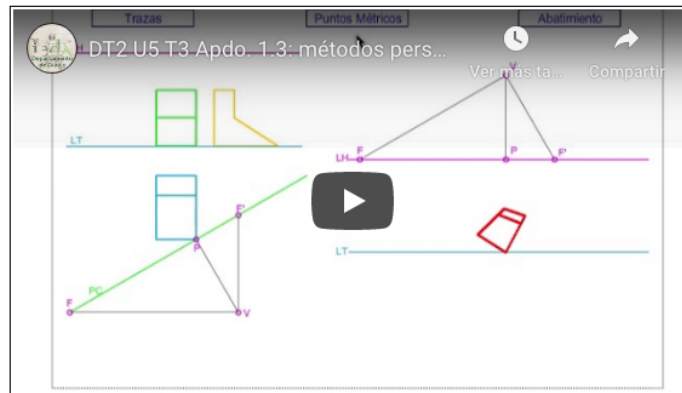 Trazas
Puntos Métricos
Abatimiento
DT2 U5 T3 Apdo. 1.3: métodos pers...
Ver más ta...
Compartir
V
LT
F
P
F'
LH
F'
P
LT
PC
F
V